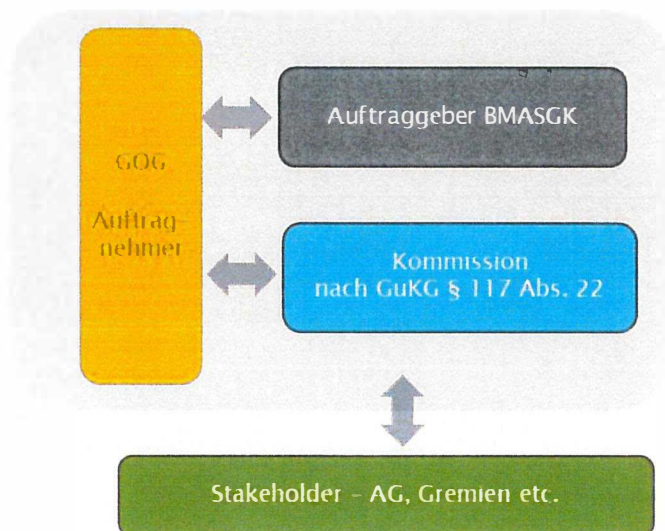 GÖG
Auftrag-
nehmer
Auftraggeber BMASGK
Kommission
nach GuKG § 117 Abs. 22
Stakeholder - AG, Gremien etc.